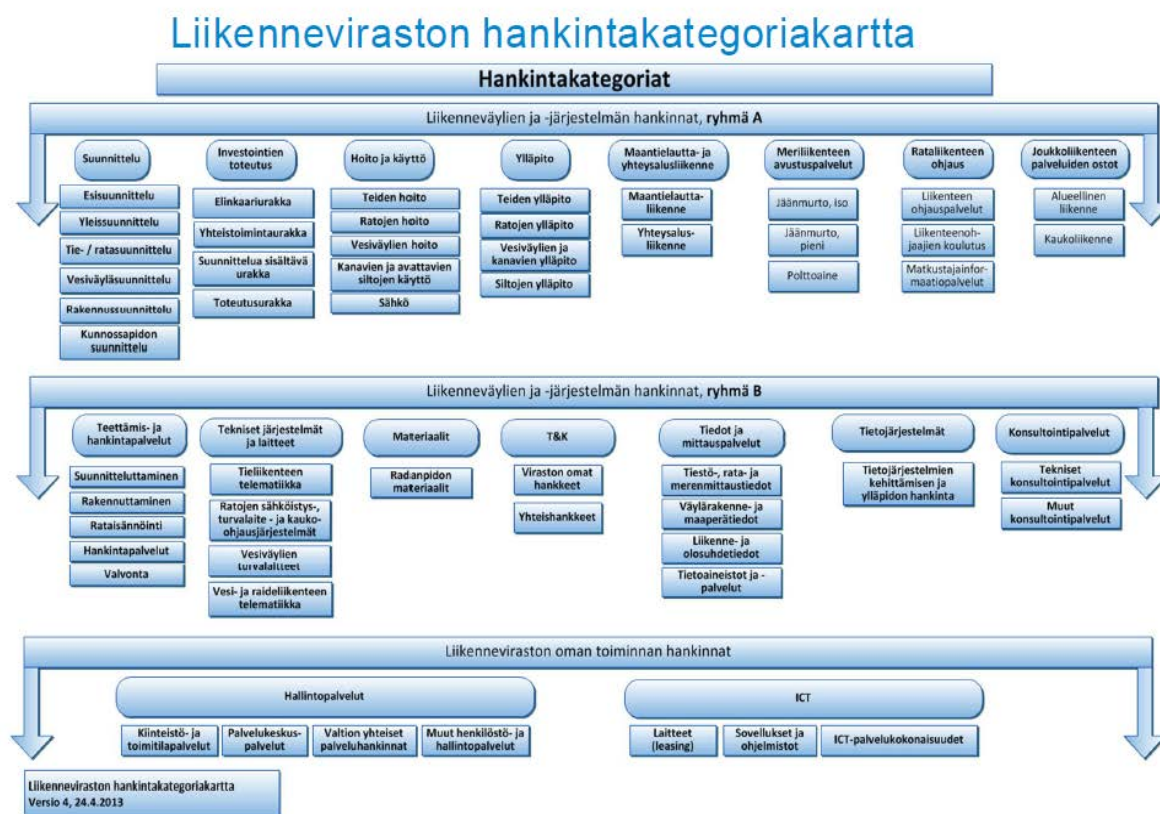 Liikenneviraston hankintakategoriakartta
Hankintakategoriat
Liikenneväylien ja -järjestelmän hankinnat, ryhmä A
Suunnittelu
Esisuunnittelu
Yleissuunnittelu
Tie- / ratasuunnittelu
Vesiväyläsuunnittelu
Rakennussuunnittelu
Kunnossapidon
suunnittelu
Investointien
toteutus
Elinkaariurakka
Yhteistoimintaurakka
Suunnittelua sisältävä
urakka
Toteutusurakka
Hoito ja käyttö
Teiden hoito
Ratojen hoito
Vesiväylien hoito
Kanavien ja avattavien
siltojen käyttö
Sähkö
Ylläpito
Teiden ylläpito
Ratojen ylläpito
Vesiväylien ja
kanavien ylläpito
Siltojen ylläpito
Maantielautta- ja
yhteysalusliikenne
Maantielautta-
liikenne
Yhteysalus-
liikenne
Meriliikenteen
avustuspalvelut
Jäänmurto, iso
Jäänmurto,
pieni
Polttoaine
Rataliikenteen
ohjaus
Liikenteen
ohjauspalvelut
Liikenteenoh-
jaajien koulutus
Matkustajainfor-
maatiopalvelut
Joukkoliikenteen
palveluiden ostot
Alueellinen
liikenne
Kaukoliikenne
Liikenneväylien ja -järjestelmän hankinnat, ryhmä B
Teettämis- ja
hankintapalvelut
Suunnitteluttaminen
Rakennuttaminen
Rataisännöinti
Hankintapalvelut
Valvonta
Tekniset järjestelmät
ja laitteet
Tieliikenteen
telematiikka
Ratojen sähköistys-,
turvalaite - ja kauko-
ohjausjärjestelmät
Vesiväylien
turvalaitteet
Vesi- ja raideliikenteen
telematiikka
Materiaalit
Radanpidon
materiaalit
T&K
Viraston omat
hankkeet
Yhteishankkeet
Tiedot ja
mittauspalvelut
Tiestö-, rata- ja
merenmittaustiedot
Väylärakenne- ja
maaperätiedot
Liikenne- ja
olosuhdetiedot
Tietoaineistot ja -
palvelut
Tietojärjestelmät
Tietojärjestelmien
kehittämisen ja
ylläpidon hankinta
Konsultointipalvelut
Tekniset
konsultointipalvelut
Muut
konsultointipalvelut
Liikenneviraston oman toiminnan hankinnat
Hallintopalvelut
Kiinteistö- ja
toimitilapalvelut
Palvelukeskus-
palvelut
Valtion yhteiset
palveluhankinnat
Muut henkilöstö- ja
hallintopalvelut
ICT
Laitteet
(leasing)
Sovellukset ja
ohjelmistot
ICT-palvelukokonaisuudet
Liikenneviraston hankintakategoriakartta
Versio 4, 24.4.2013